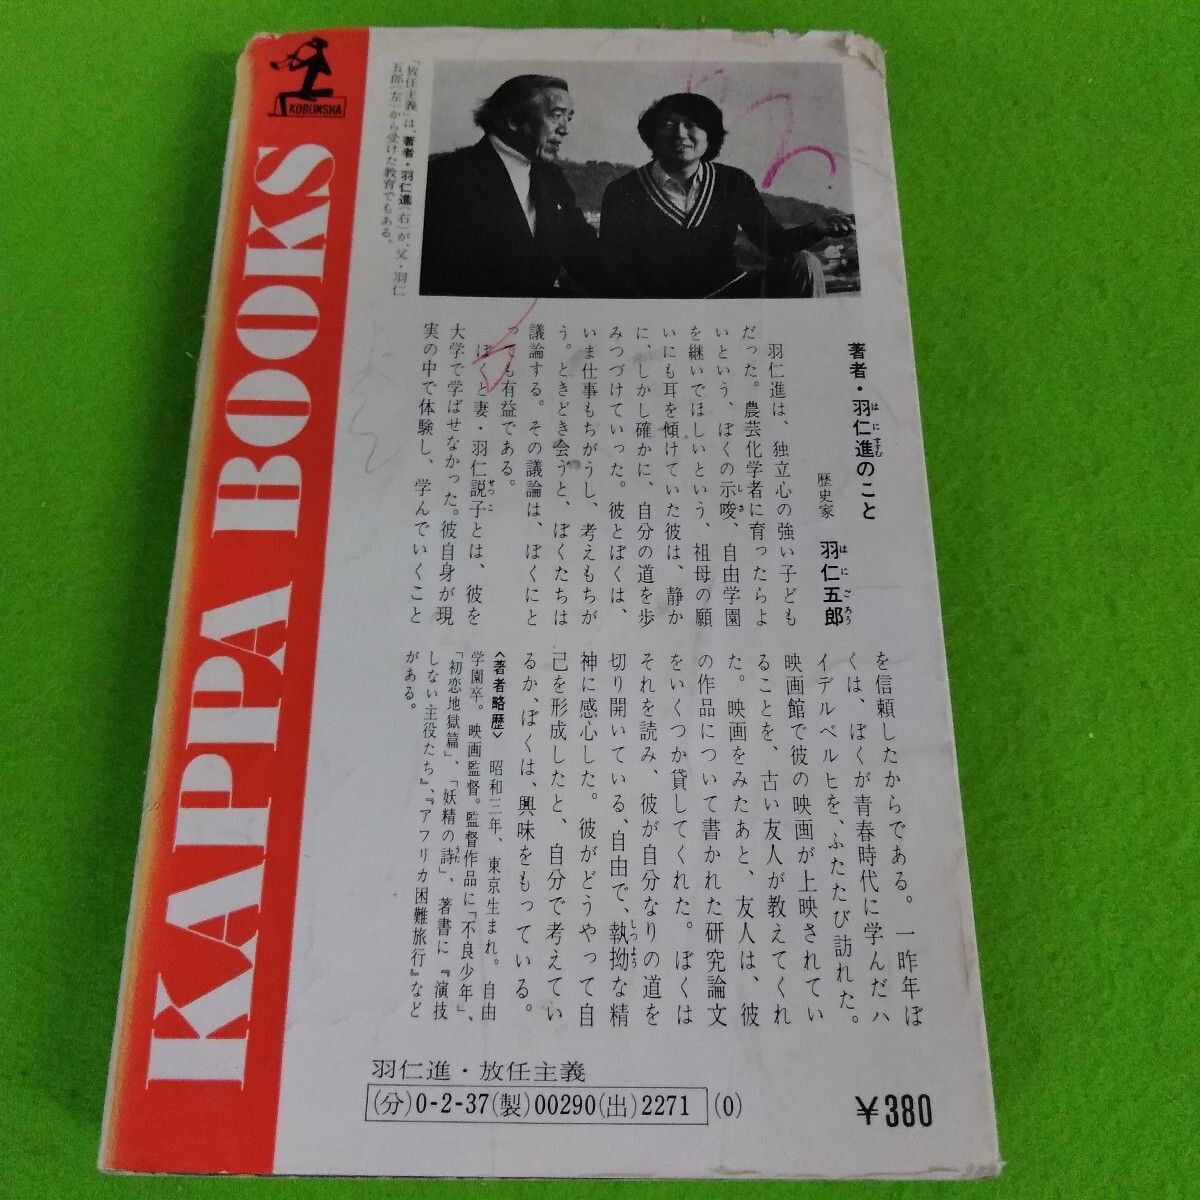 KOBUNSHA
KAPPA BOOKS
「放任主義」は、著者・羽仁進(右)が、父・羽仁
五郎(左)から受けた教育でもある。
著者・羽仁進のこと
はに すすむ
歴史家 羽仁五郎
はに ごろう
羽仁進は、独立心の強い子ども
だった。農芸化学者に育ったらよ
いという、ぼくの示唆、自由学園
しさ
を継いでほしいという、祖母の願
いにも耳を傾けていた彼は、静か
に、しかし確かに、自分の道を歩
みつづけていった。彼とぼくは、
いま仕事もちがうし、考えもちが
う。ときどき会うと、ぼくたちは
議論する。その議論は、ぼくにと
っても有益である。
ぼくと妻・羽仁説子とは、彼を
せつこ
大学で学ばせなかった。彼自身が現
実の中で体験し、学んでいくこと
を信頼したからである。一昨年ぼ
くは、ぼくが青春時代に学んだハ
イデルベルヒを、ふたたび訪れた。
映画館で彼の映画が上映されてい
ることを、古い友人が教えてくれ
た。映画をみたあと、友人は、彼
の作品について書かれた研究論文
をいくつか貸してくれた。ぼくは
それを読み、彼が自分なりの道を
切り開いている、自由で、執拗な精
しつよう
神に感心した。彼がどうやって自
己を形成したと、自分で考えてい
るか、ぼくは、興味をもっている。
<著者略歴> 昭和三年、東京生まれ。自由
学園卒。映画監督。監督作品に「不良少年」、
「初恋地獄篇」、「妖精の詩」、著書に『演技
うた
しない主役たち』、『アフリカ困難旅行』など
がある。
羽仁進・放任主義
(分)0-2-37(製)00290(出)2271 (0)
¥380